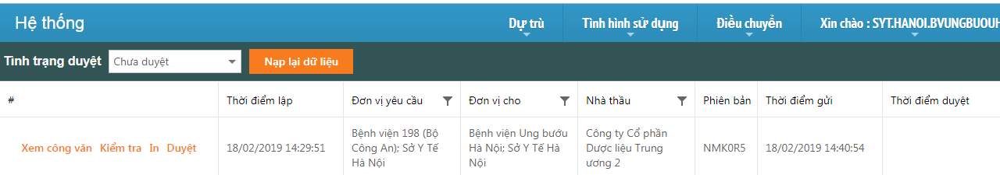 Hệ thống
Dự trù
Tình hình sử dụng
Điều chuyển
Xin chào : SYT.HANOI.BVUNGBUOUH
Tình trạng duyệt
Chưa duyệt
Nạp lại dữ liệu
#
Thời điểm lập
Đơn vị yêu cầu
Đơn vị cho
Nhà thầu
Phiên bản
Thời điểm gửi
Thời điểm duyệt
Xem công văn Kiểm tra In Duyệt
18/02/2019 14:29:51
Bệnh viện 198 (Bộ
Công An); Sở Y Tế
Hà Nội
Bệnh viện Ung bướu
Hà Nội; Sở Y Tế Hà
Nội
Công ty Cổ phần
Dược liệu Trung
ương 2
NMK0R5
18/02/2019 14:40:54